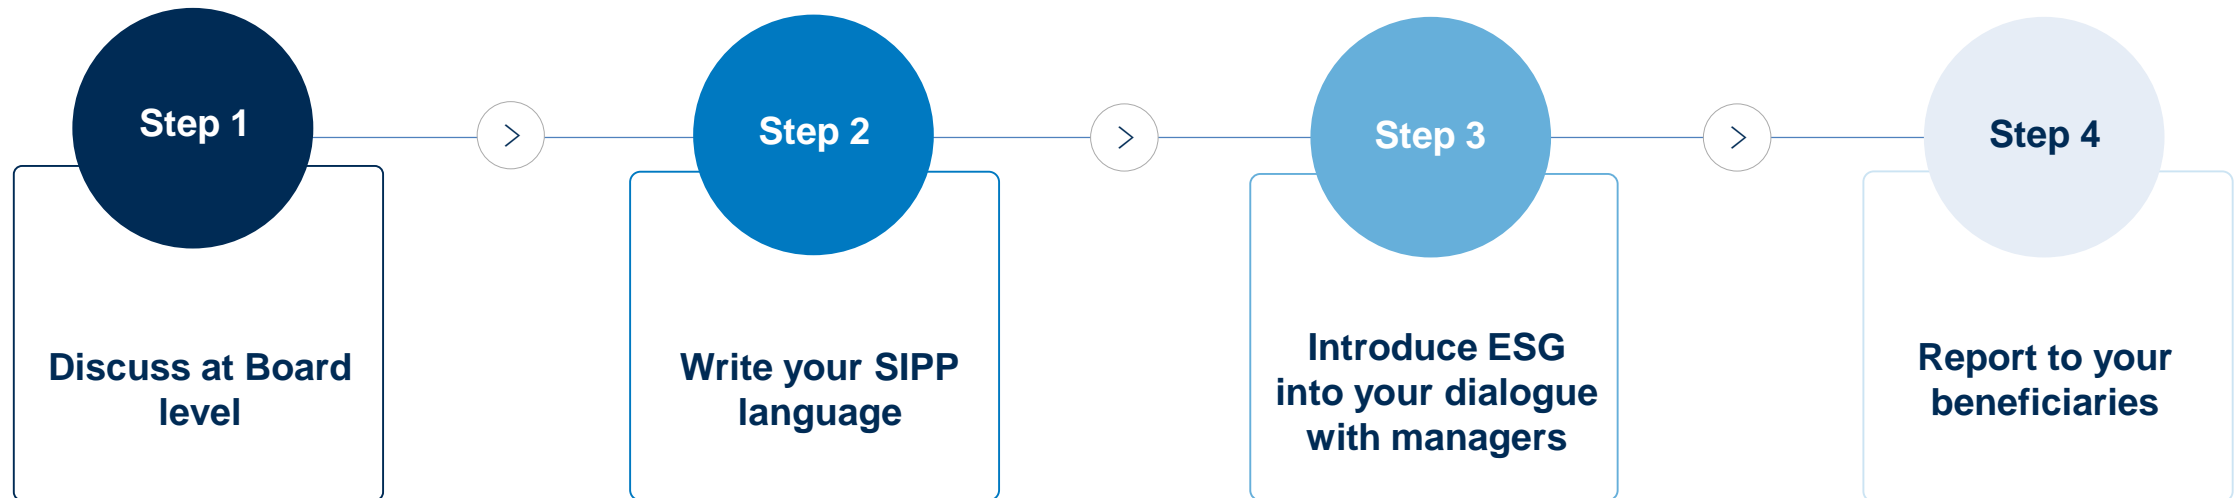 Step 1
Discuss at Board
level
Step 2
Write your SIPP
language
Step 3
Introduce ESG
into your dialogue
with managers
Step 4
Report to your
beneficiaries